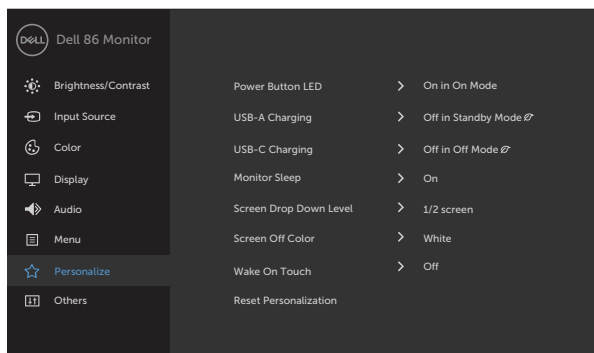 DELL
Dell 86 Monitor
Brightness/Contrast
Input Source
Color
Display
Audio
Menu
Personalize
Others
Power Button LED > On in On Mode
USB-A Charging > Off in Standby Mode
USB-C Charging > Off in Off Mode
Monitor Sleep > On
Screen Drop Down Level > 1/2 screen
Screen Off Color > White
Wake On Touch > Off
Reset Personalization